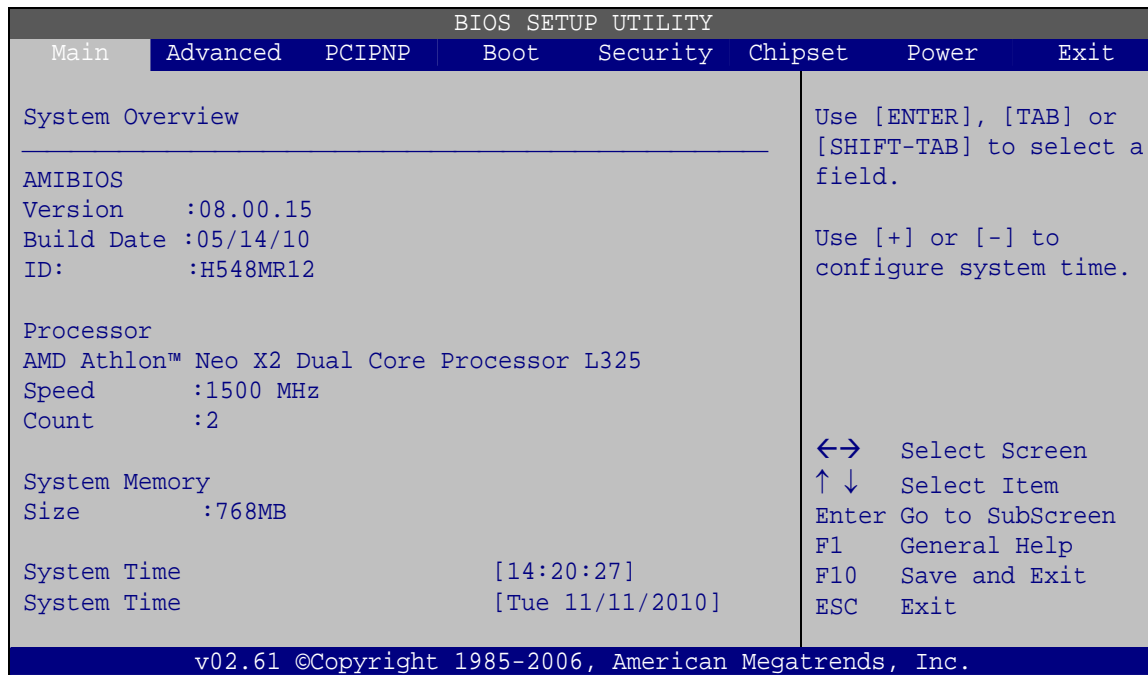 BIOS SETUP UTILITY
Main Advanced PCIPNP Boot Security Chipset Power Exit
System Overview
AMIBIOS
Version :08.00.15
Build Date :05/14/10
ID: :H548MR12
Processor
AMD Athlon™ Neo X2 Dual Core Processor L325
Speed :1500 MHz
Count :2
System Memory
Size :768MB
System Time [14:20:27]
System Time [Tue 11/11/2010]
Use [ENTER], [TAB] or
[SHIFT-TAB] to select a
field.
Use [+] or [-] to
configure system time.
←→ Select Screen
↑ ↓ Select Item
Enter Go to SubScreen
F1 General Help
F10 Save and Exit
ESC Exit
v02.61 ©Copyright 1985-2006, American Megatrends, Inc.